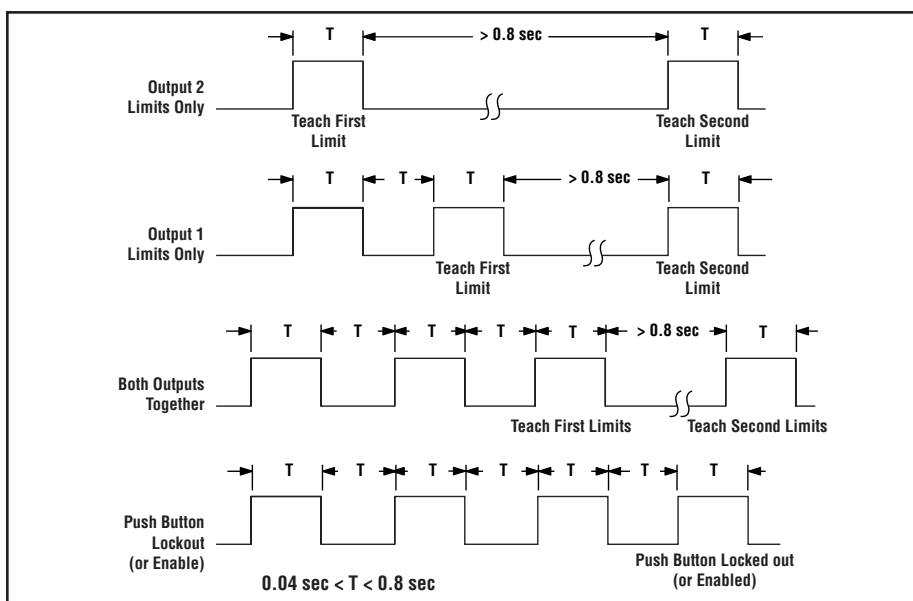 T > 0.8 sec T
Output 2
Limits Only
Teach First
Limit
Teach Second
Limit
T T T > 0.8 sec T
Output 1
Limits Only
Teach First
Limit
Teach Second
Limit
T T T T T > 0.8 sec T
Both Outputs
Together
Teach First Limits Teach Second Limits
T T T T T T T
Push Button
Lockout
(or Enable)
Push Button Locked out
(or Enabled)
0.04 sec < T < 0.8 sec